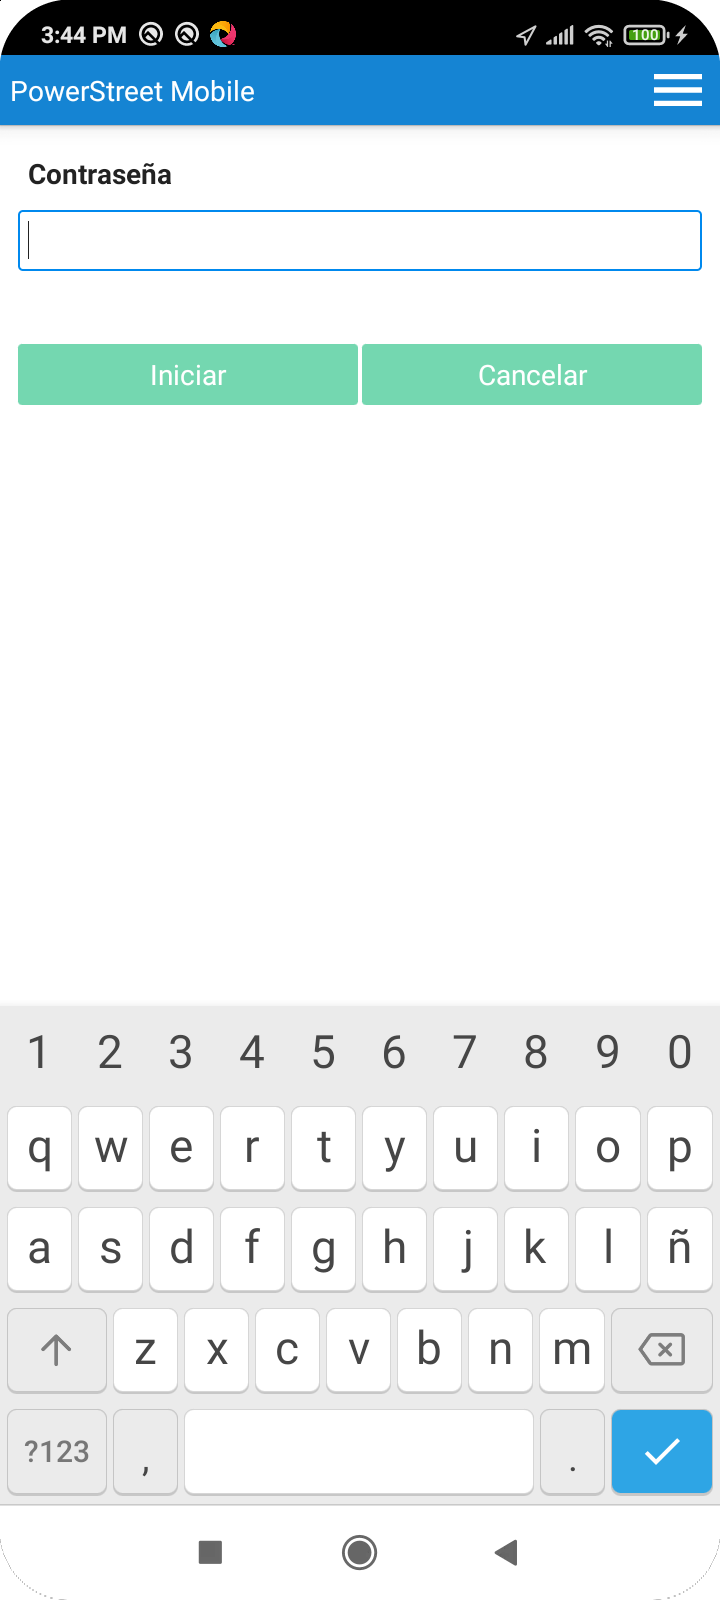 3:44 PM 100
PowerStreet Mobile
Contraseña
Iniciar Cancelar
1 2 3 4 5 6 7 8 9 0
q w e r t y u i o p
a s d f g h j k l ñ
z x c v b n m
?123 , .